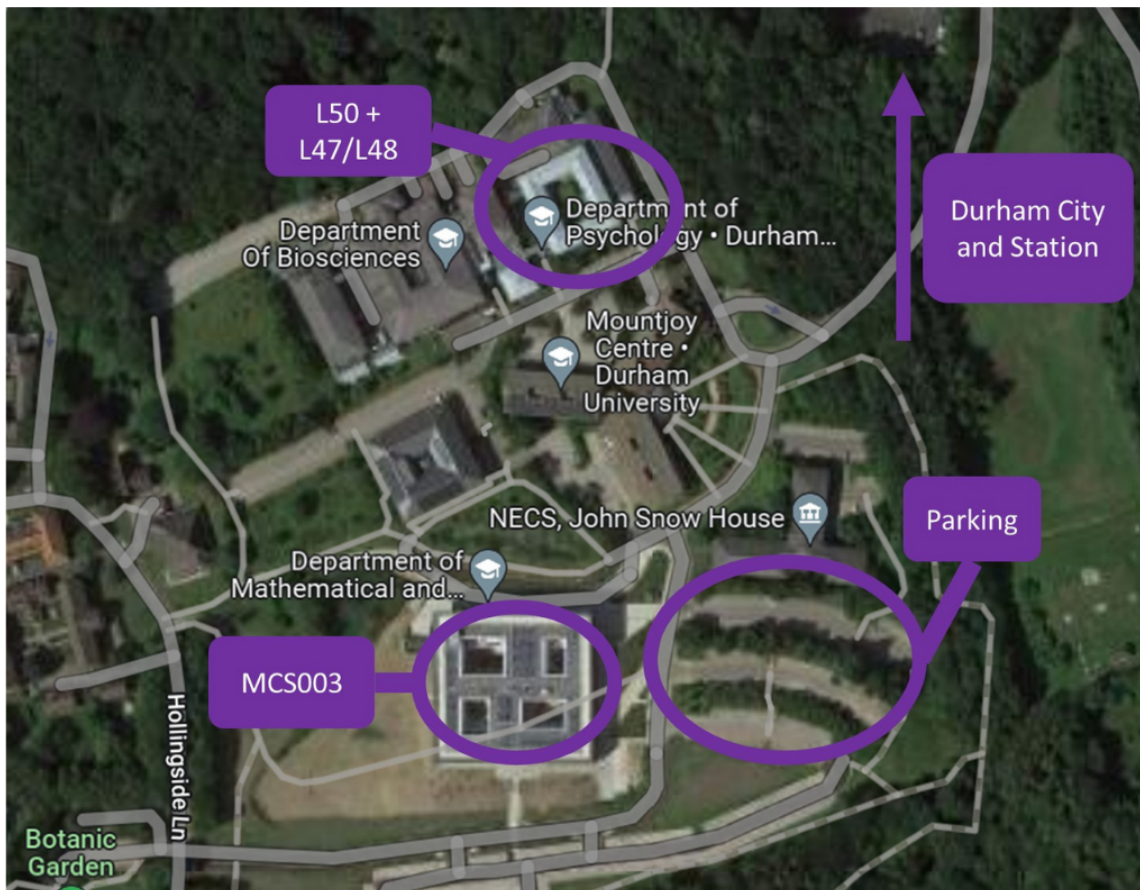 L50 +
L47/L48
Durham City
and Station
Department
Of Biosciences
Department of
Psychology • Durham...
Mountjoy
Centre •
Durham
University
NECS, John Snow House
Parking
Department of
Mathematical and...
MCS003
Hollingside Ln
Botanic
Garden